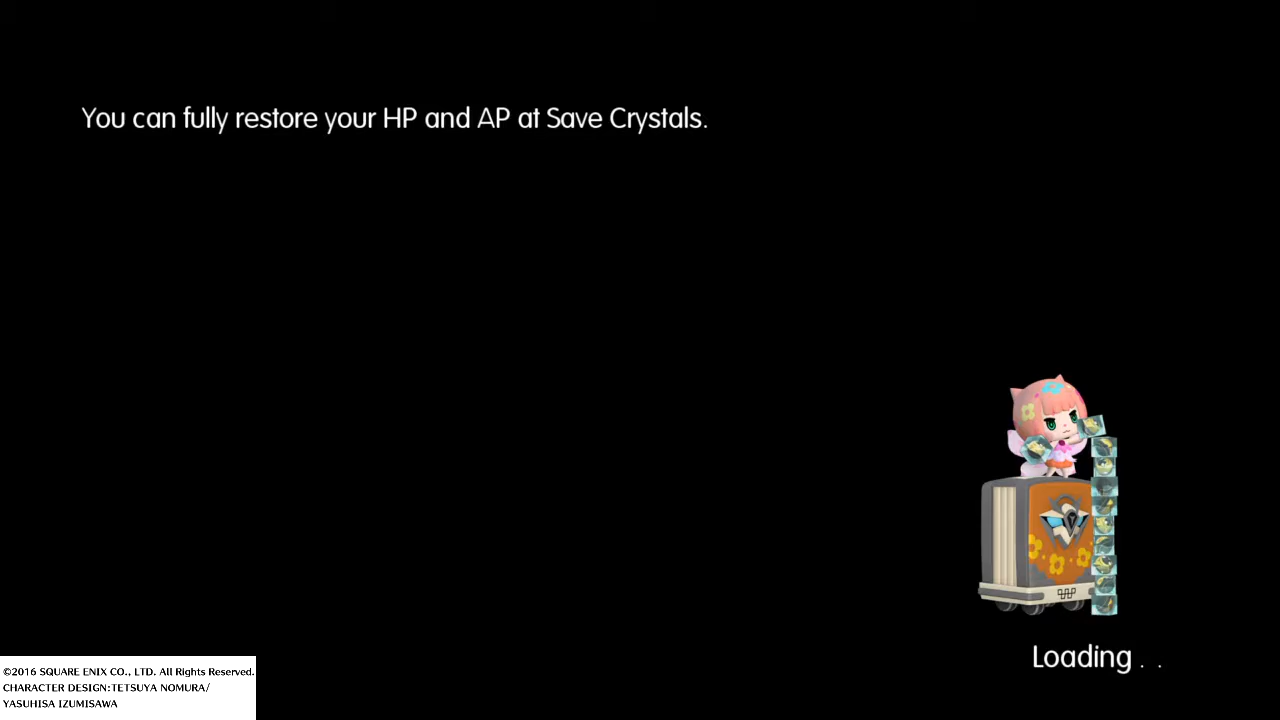 You can fully restore your HP and AP at Save Crystals.
Loading . .
©2016 SQUARE ENIX CO., LTD. All Rights Reserved.
CHARACTER DESIGN:TETSUYA NOMURA/
YASUHISA IZUMISAWA